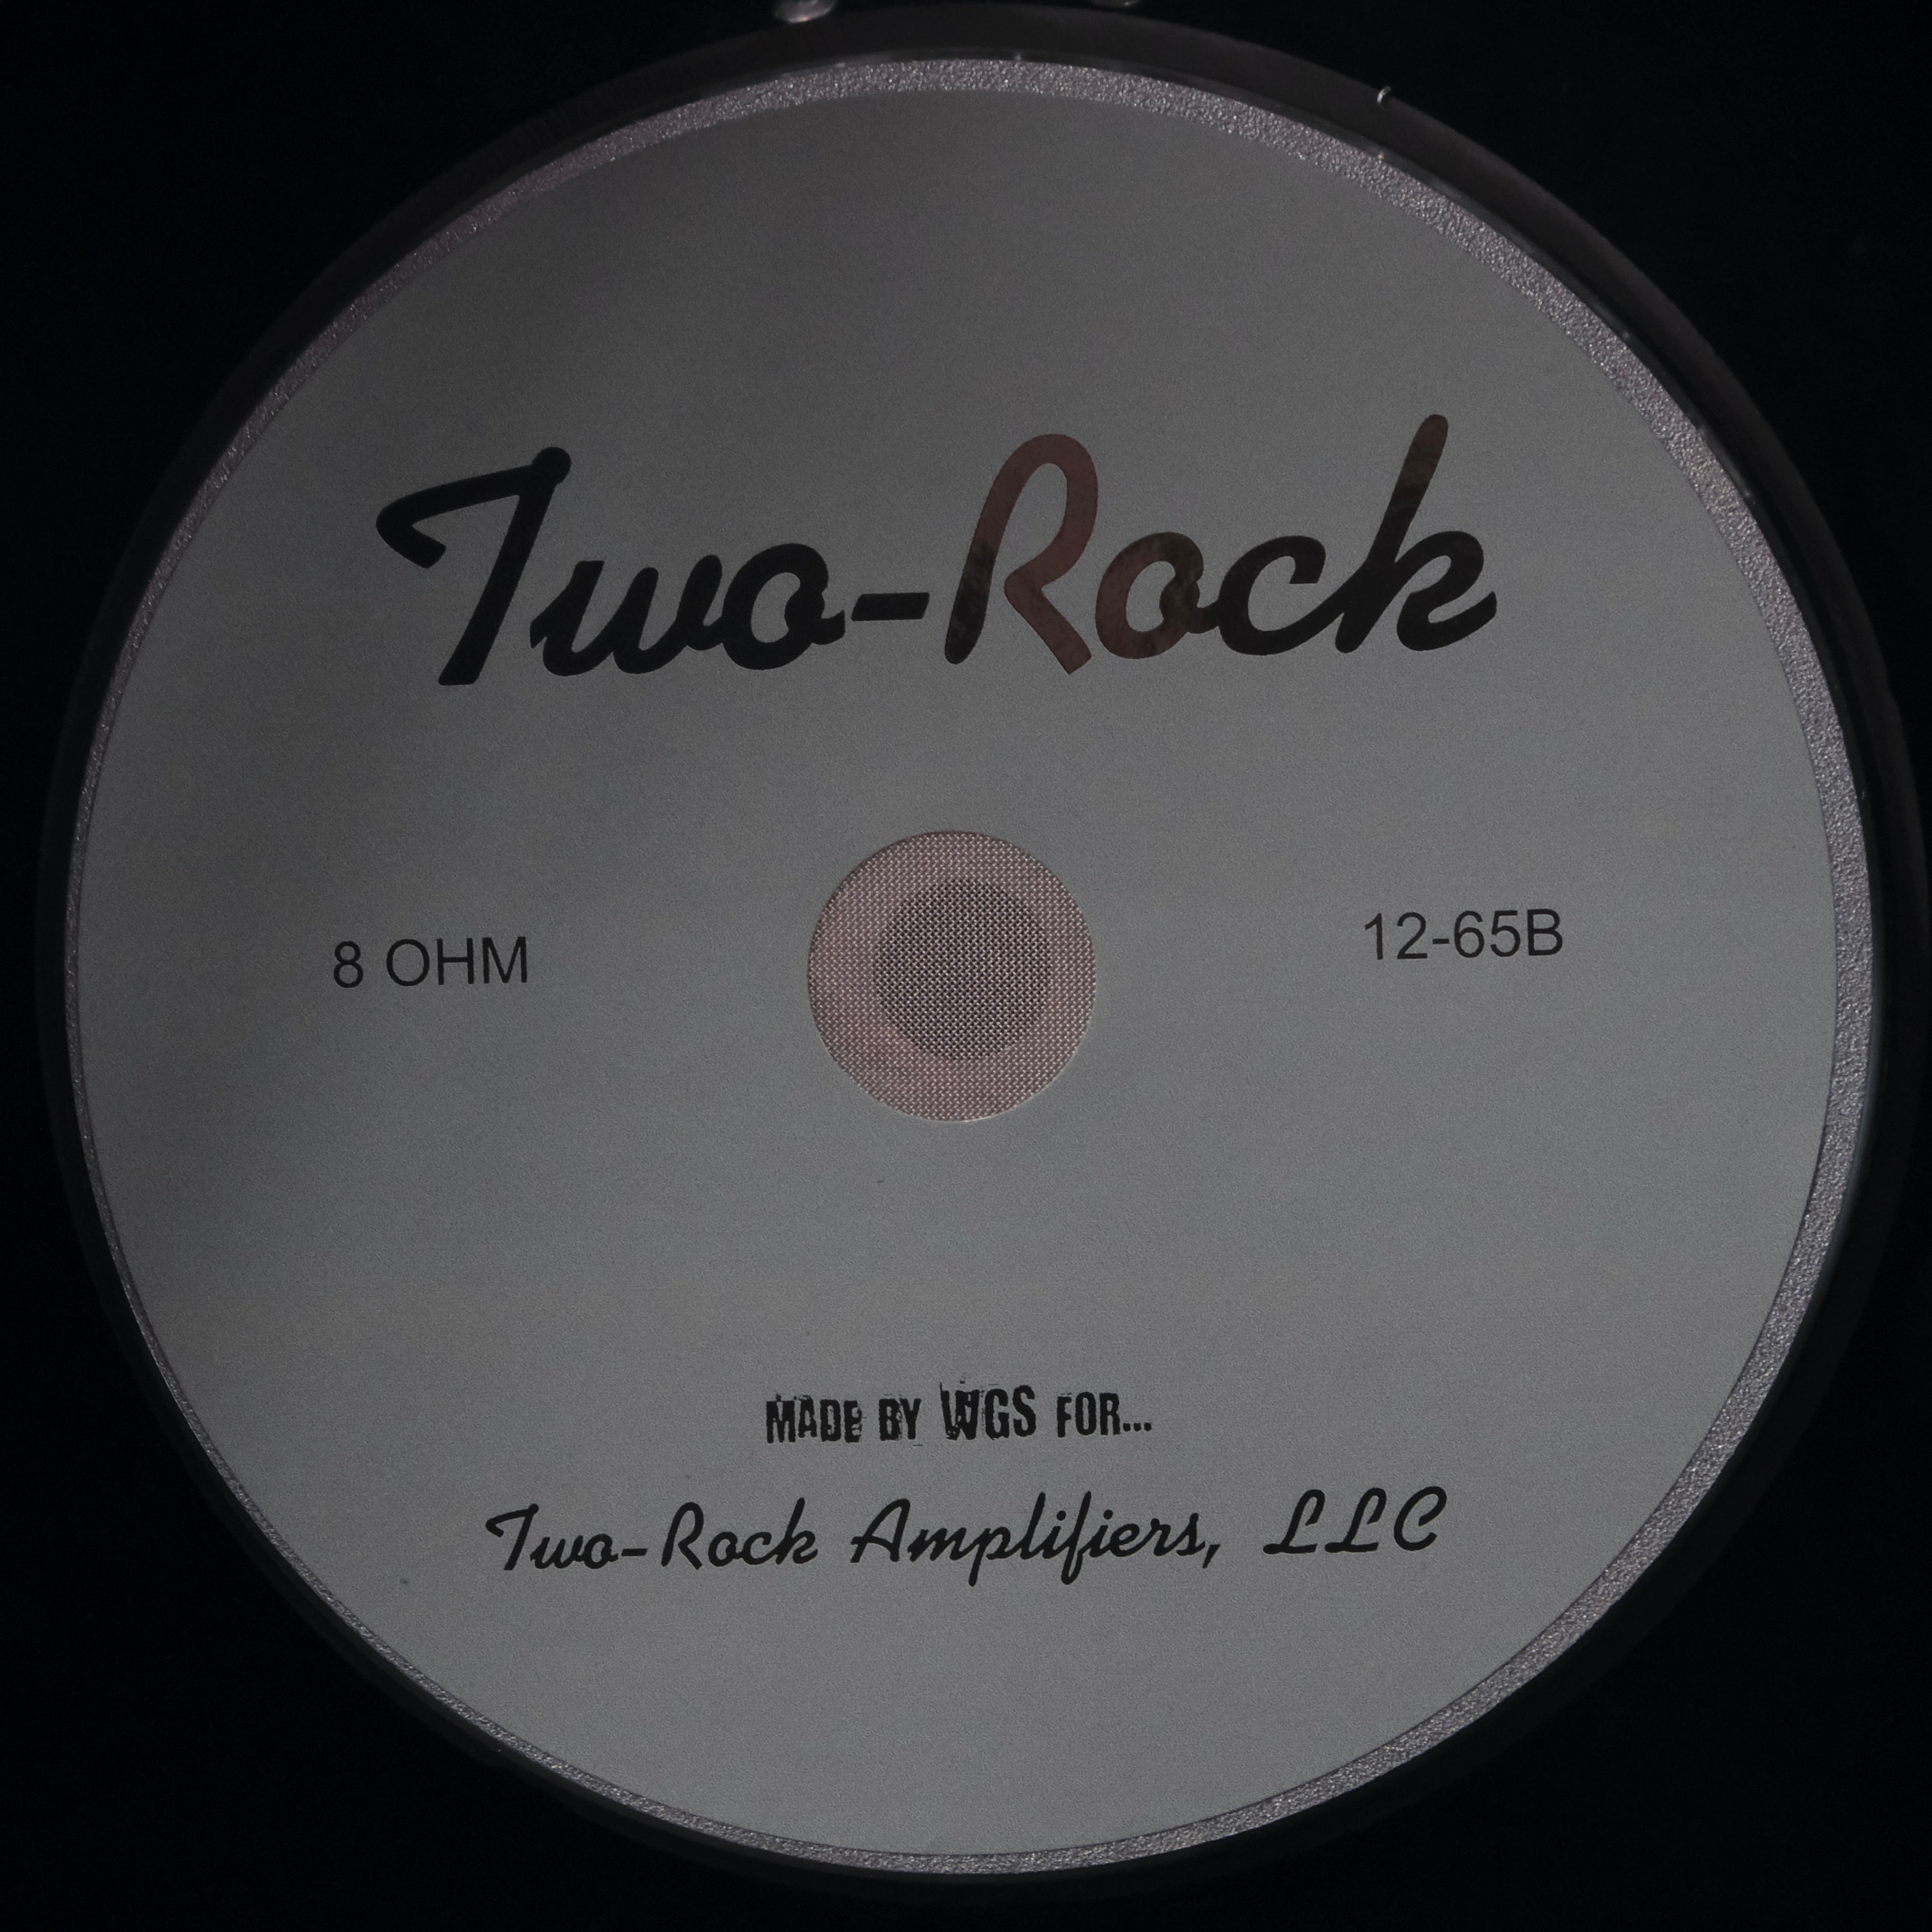 Two-Rock
8 OHM 12-65B
MADE BY WGS FOR...
Two-Rock Amplifiers, LLC